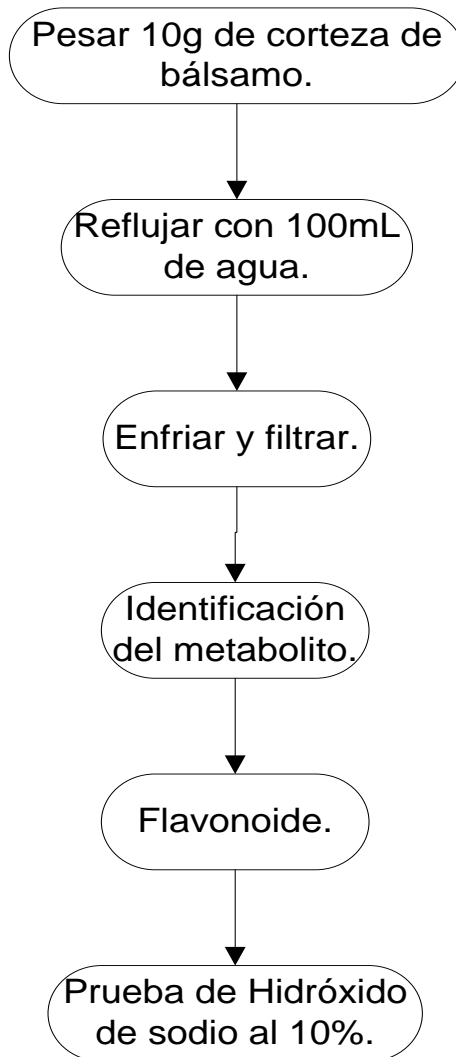 Pesar 10g de corteza de
bálsamo.
Reflujar con 100mL
de agua.
Enfriar y filtrar.
Identificación
del metabolito.
Flavonoide.
Prueba de Hidróxido
de sodio al 10%.